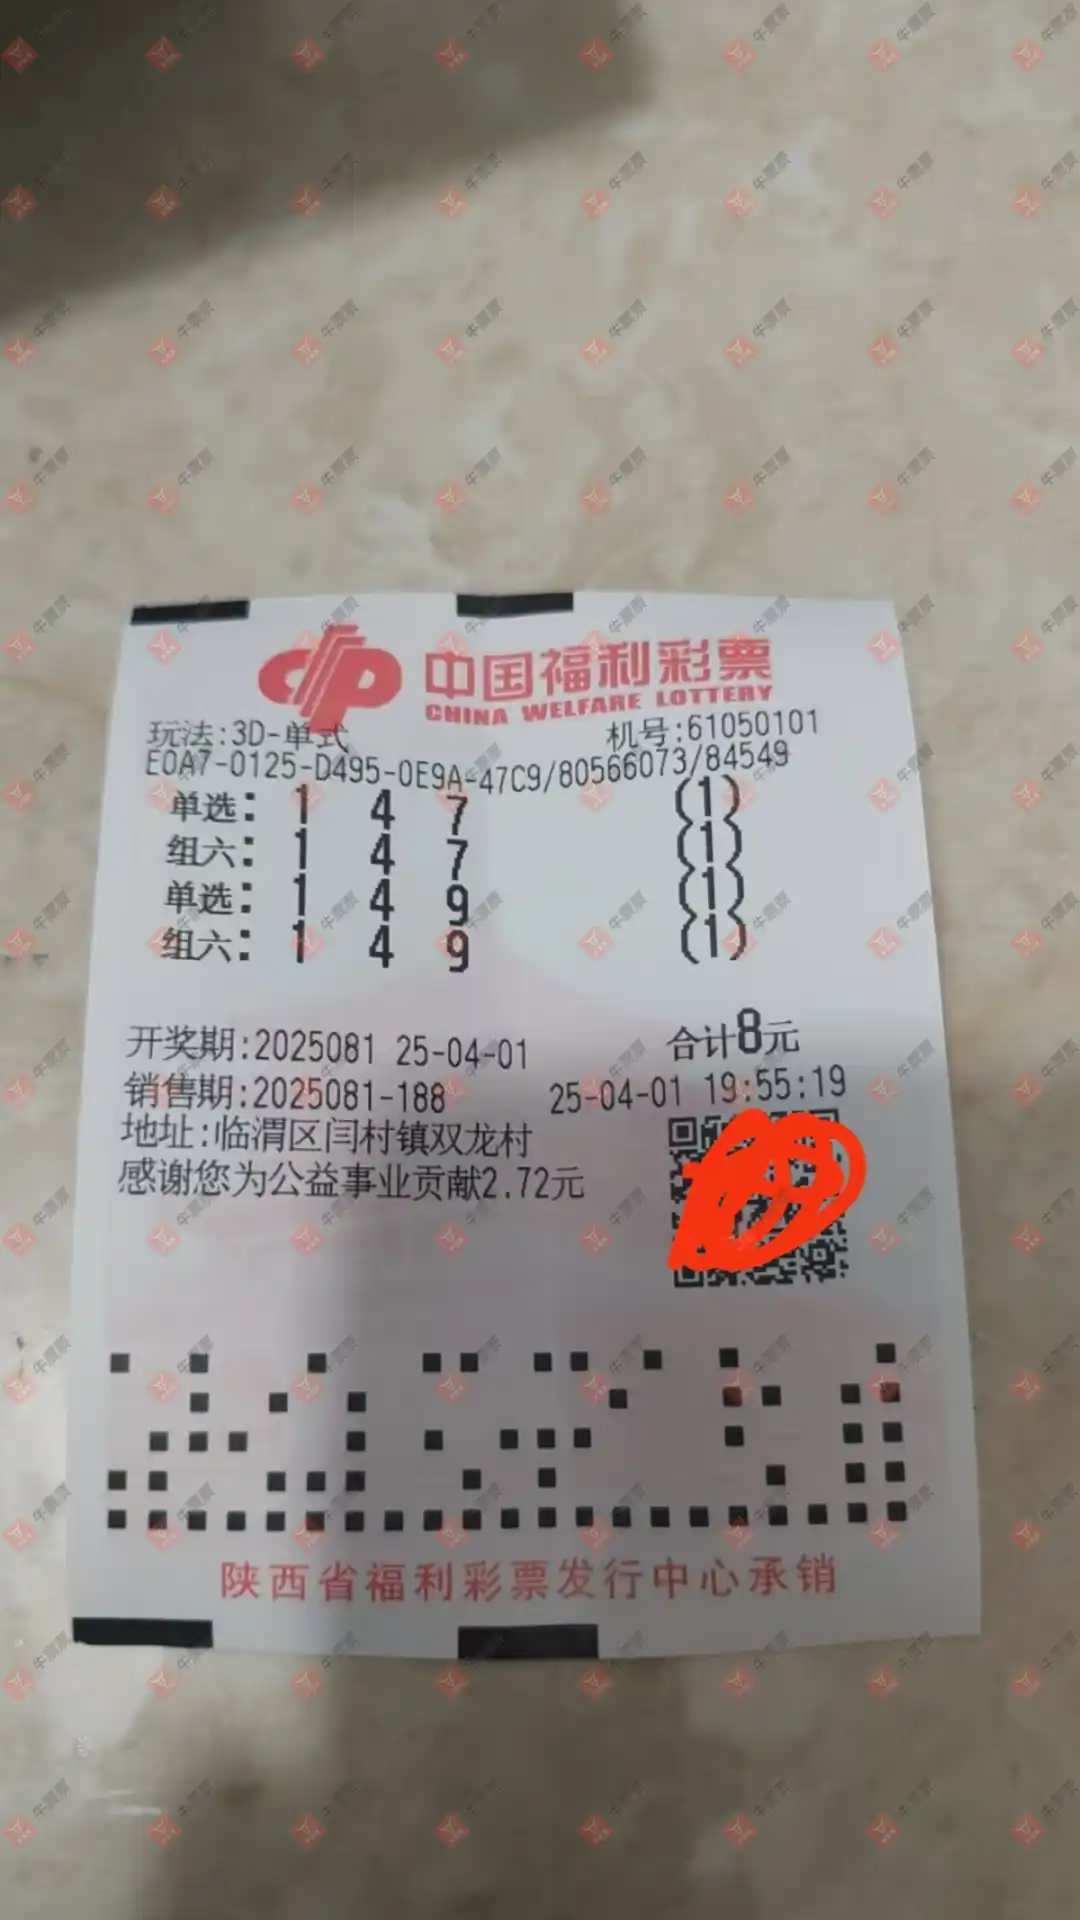 中国福利彩票
CHINA WELFARE LOTTERY
玩法:3D-单式 机号:61050101
E0A7-0125-D495-0E9A-47C9/80566073/84549
单选: 1 4 7 (1)
组六: 1 4 7 (1)
单选: 1 4 9 (1)
组六: 1 4 9 (1)
开奖期:2025081 25-04-01 合计8元
销售期:2025081-188 25-04-01 19:55:19
地址:临渭区闫村镇双龙村
感谢您为公益事业贡献2.72元
陕西省福利彩票发行中心承销
牛票票